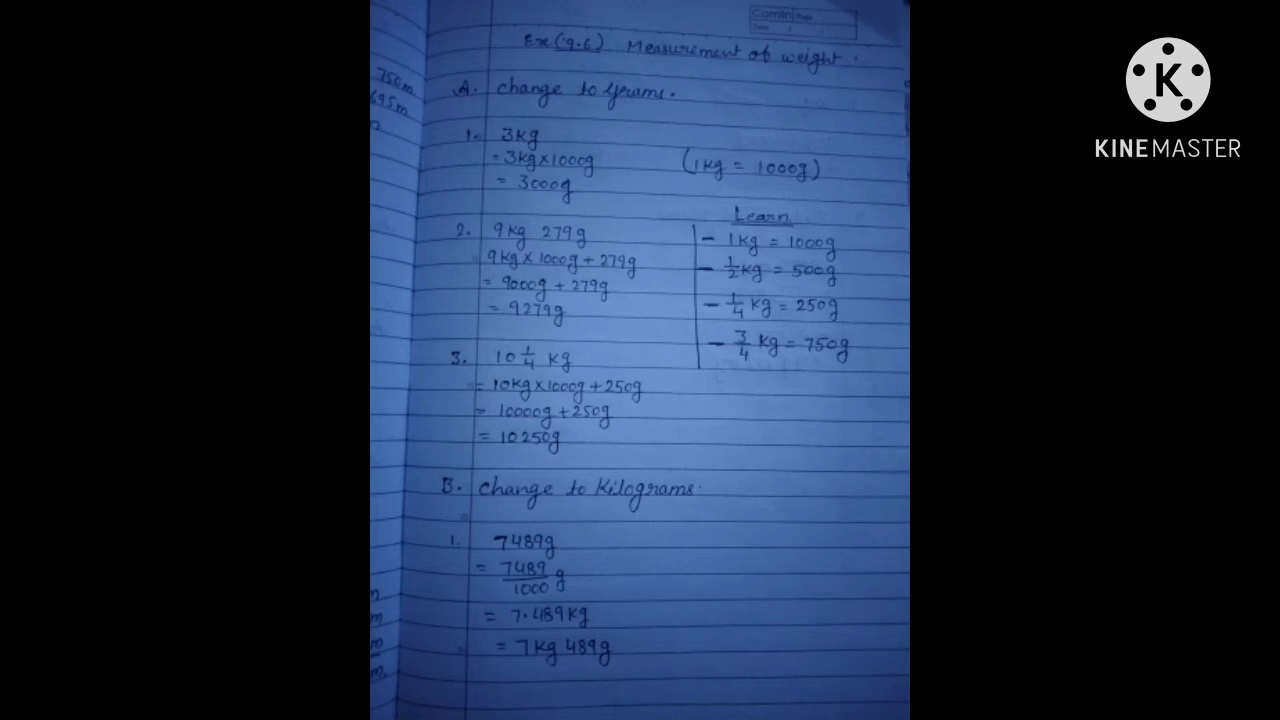 Ex (9.6) Measurement of weight.
A. change to grams.
1. 3kg
= 3kg×1000g (1kg = 1000g)
= 3000g
2. 9kg 279g
9kg×1000g+279g
= 9000g + 279g
= 9279g
Learn
- 1kg = 1000g
- 1/2 kg = 500g
- 1/4 kg = 250g
- 3/4 kg = 750g
3. 10 1/4 kg
= 10kg×1000g+250g
= 10000g+250g
= 10250g
B. change to Kilograms.
1. 7489g
= 7489/1000 g
= 7.489kg
= 7kg 489g
750m
695m
K
KINEMASTER